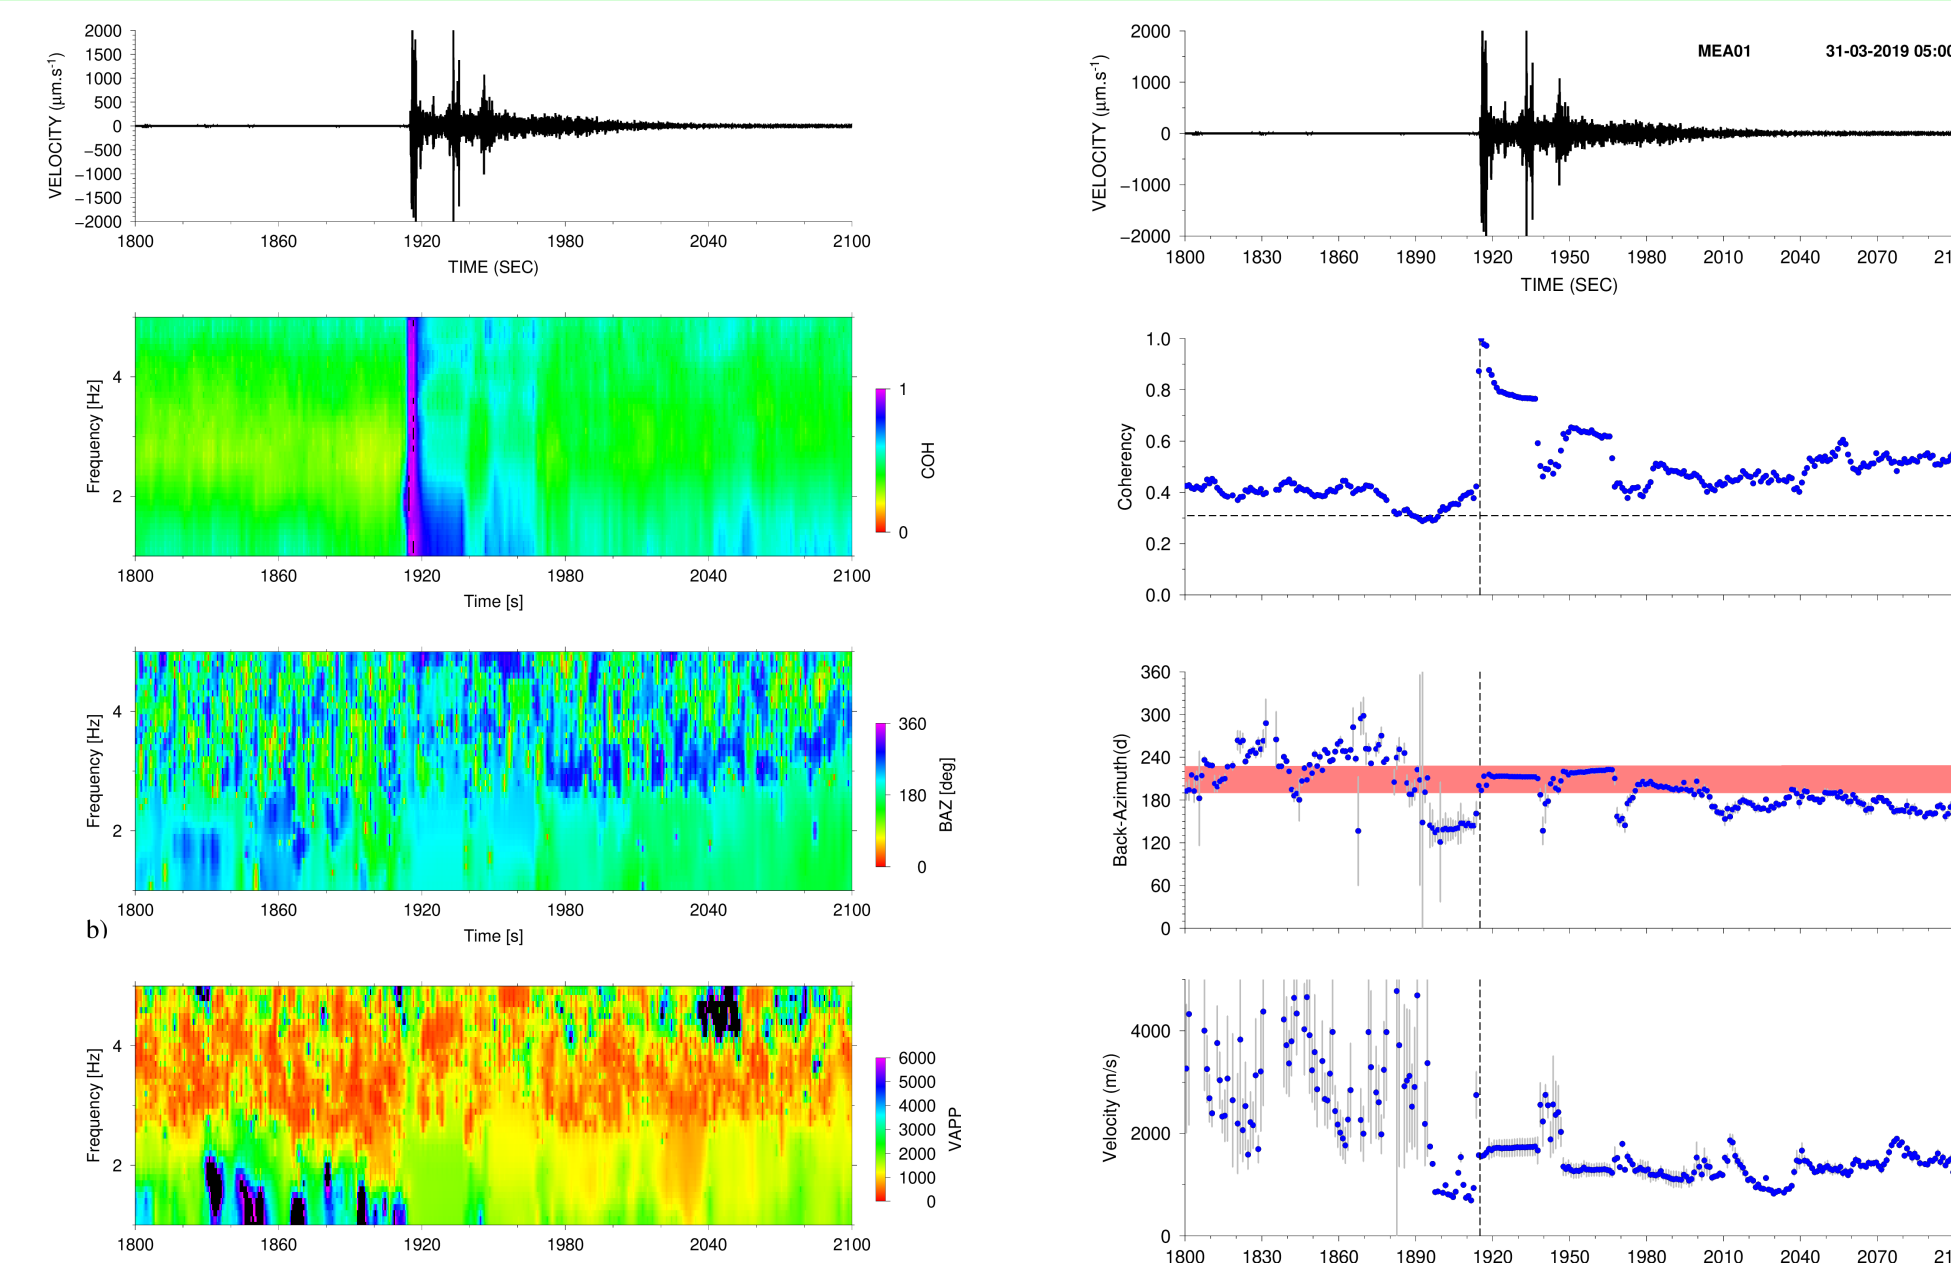 2000
1500
1000
500
0
−500
−1000
−1500
−2000
VELOCITY (μm.s-1)
1800 1860 1920 1980 2040 2100
TIME (SEC)
4
2
Frequency [Hz]
1
0
COH
1800 1860 1920 1980 2040 2100
Time [s]
4
2
Frequency [Hz]
360
180
0
BAZ [deg]
1800 1860 1920 1980 2040 2100
b)
Time [s]
4
2
Frequency [Hz]
6000
5000
4000
3000
2000
1000
0
VAPP
1800 1860 1920 1980 2040 2100
MEA01 31-03-2019 05:00
2000
1000
0
−1000
−2000
VELOCITY (μm.s-1)
1800 1830 1860 1890 1920 1950 1980 2010 2040 2070 21
TIME (SEC)
1.0
0.8
0.6
0.4
0.2
0.0
Coherency
360
300
240
180
120
60
0
Back-Azimuth(d)
4000
2000
0
Velocity (m/s)
1800 1830 1860 1890 1920 1950 1980 2010 2040 2070 21